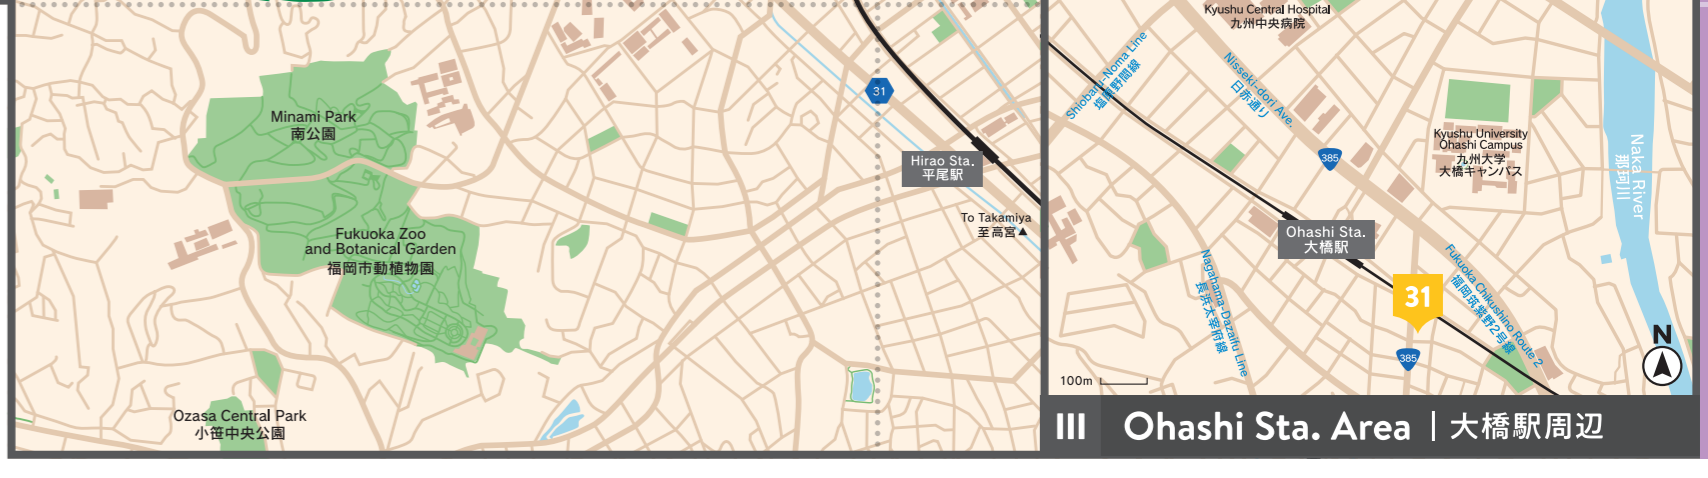 Minami Park
南公園
Fukuoka Zoo
and Botanical Garden
福岡市動植物園
Ozasa Central Park
小笹中央公園
31
Hirao Sta.
平尾駅
To Takamiya
至高宮▲
Kyushu Central Hospital
九州中央病院
Shiobaru-Noma Line
塩原野間線
Nisseki-dori Ave.
日赤通り
385
Kyushu University
Ohashi Campus
九州大学
大橋キャンパス
Naka River
那珂川
Ohashi Sta.
大橋駅
Nagahama-Dazaifu Line
長浜太宰府線
31
Fukuoka Chikushino Route 2
福岡筑紫野2号線
385
N
100m
III Ohashi Sta. Area | 大橋駅周辺